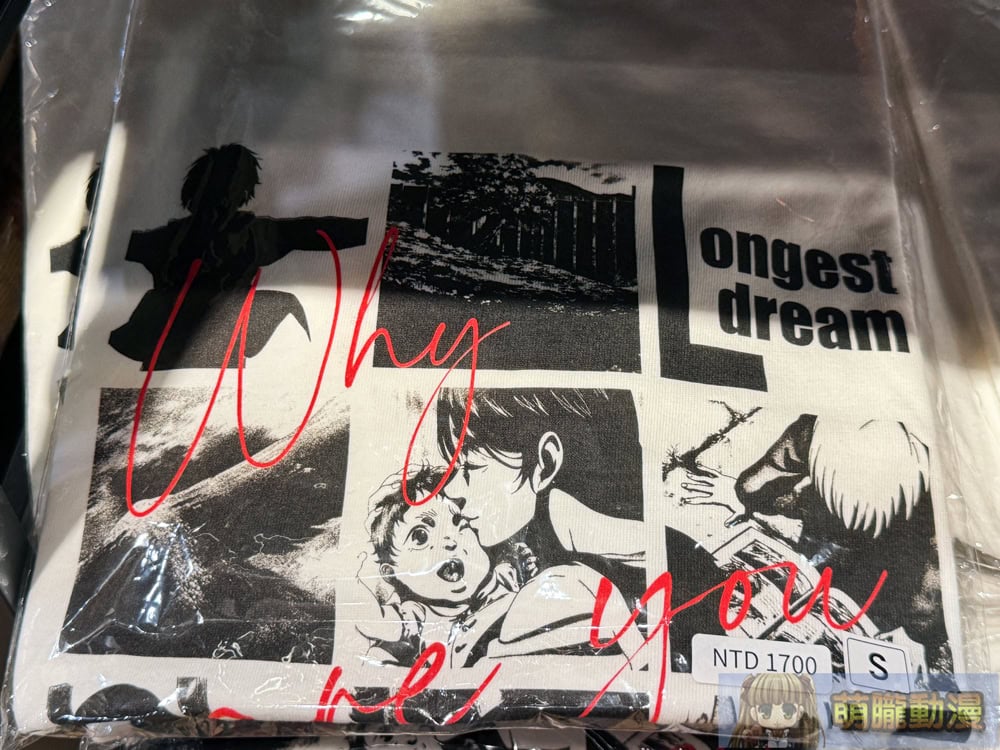 Longest
dream
Why
you
NTD 1700
S
萌朧動漫